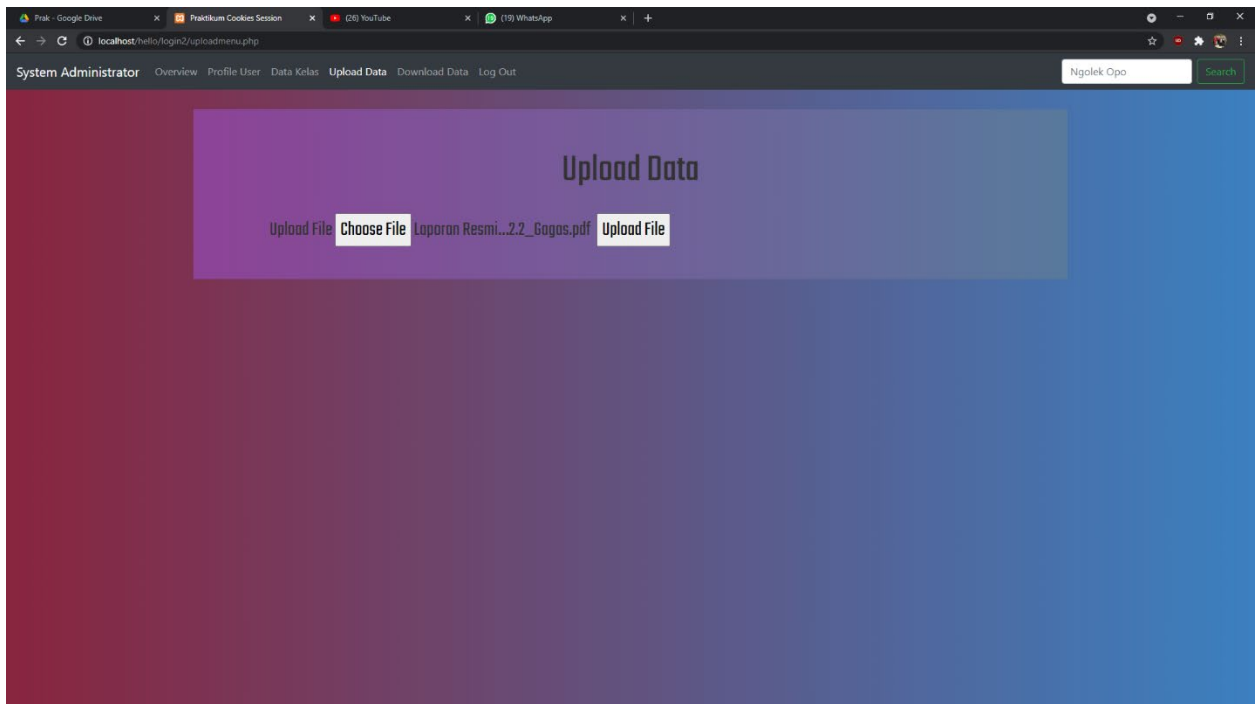 Prak - Google Drive Praktikum Cookies Session (26) YouTube (19) WhatsApp
localhost/hello/login2/uploadmenu.php
System Administrator Overview Profile User Data Kelas Upload Data Download Data Log Out Ngolek Opo Search
Upload Data
Upload File Choose File Laporan Resmi...2.2_Gagas.pdf Upload File